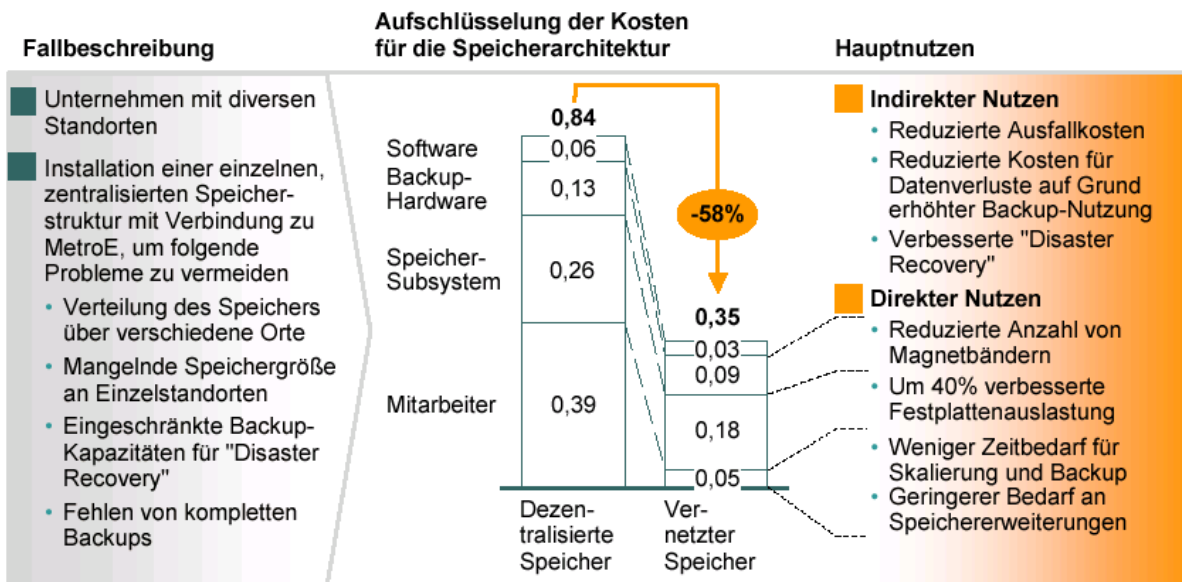 Fallbeschreibung
Unternehmen mit diversen
Standorten
Installation einer einzelnen,
zentralisierten Speicher-
struktur mit Verbindung zu
MetroE, um folgende
Probleme zu vermeiden
• Verteilung des Speichers
über verschiedene Orte
• Mangelnde Speichergröße
an Einzelstandorten
• Eingeschränkte Backup-
Kapazitäten für "Disaster
Recovery"
• Fehlen von kompletten
Backups
Aufschlüsselung der Kosten
für die Speicherarchitektur
0,84
Software
0,06
Backup-
Hardware
0,13
Speicher-
Subsystem
0,26
Mitarbeiter
0,39
-58%
0,35
0,03
0,09
0,18
0,05
Dezen-
tralisierte
Speicher
Ver-
netzter
Speicher
Hauptnutzen
Indirekter Nutzen
• Reduzierte Ausfallkosten
• Reduzierte Kosten für
Datenverluste auf Grund
erhöhter Backup-Nutzung
• Verbesserte "Disaster
Recovery"
Direkter Nutzen
• Reduzierte Anzahl von
Magnetbändern
• Um 40% verbesserte
Festplattenauslastung
• Weniger Zeitbedarf für
Skalierung und Backup
• Geringerer Bedarf an
Speichererweiterungen